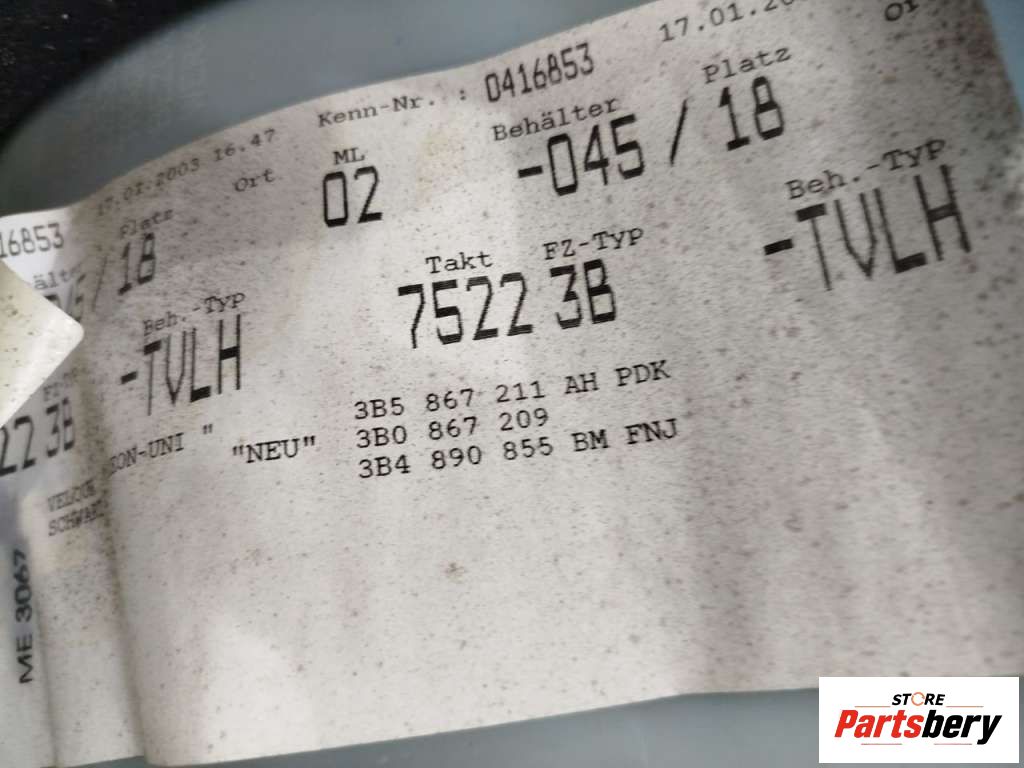 17.01.2003 16.47 Kenn-Nr. : 0416853 17.01.
Ort ML Behälter Platz
02 -045 / 18
Takt FZ-Typ Beh.-Typ
7522 3B -TVLH
"NEU" 3B5 867 211 AH PDK
3B0 867 209
3B4 890 855 BM FNJ
16853
Platz
/ 18
Beh.-Typ
-TVLH
22 3B
ON-UNI "
ME 3067
STORE
Partsbery